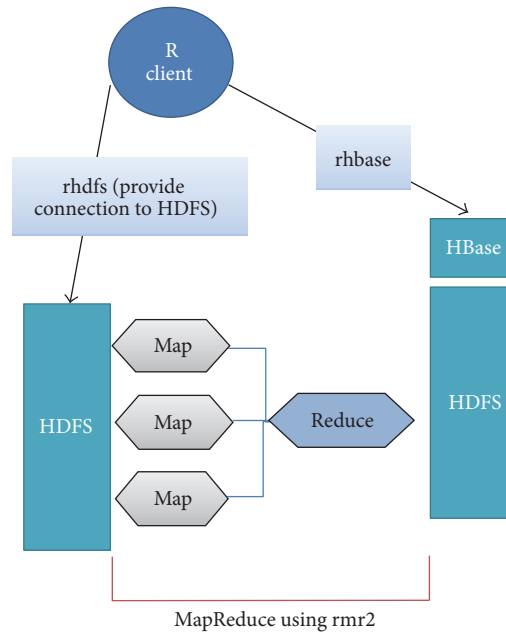 R
client
rhdfs (provide
connection to HDFS)
rhbase
HBase
HDFS
Map
Map
Map
Reduce
HDFS
MapReduce using rmr2